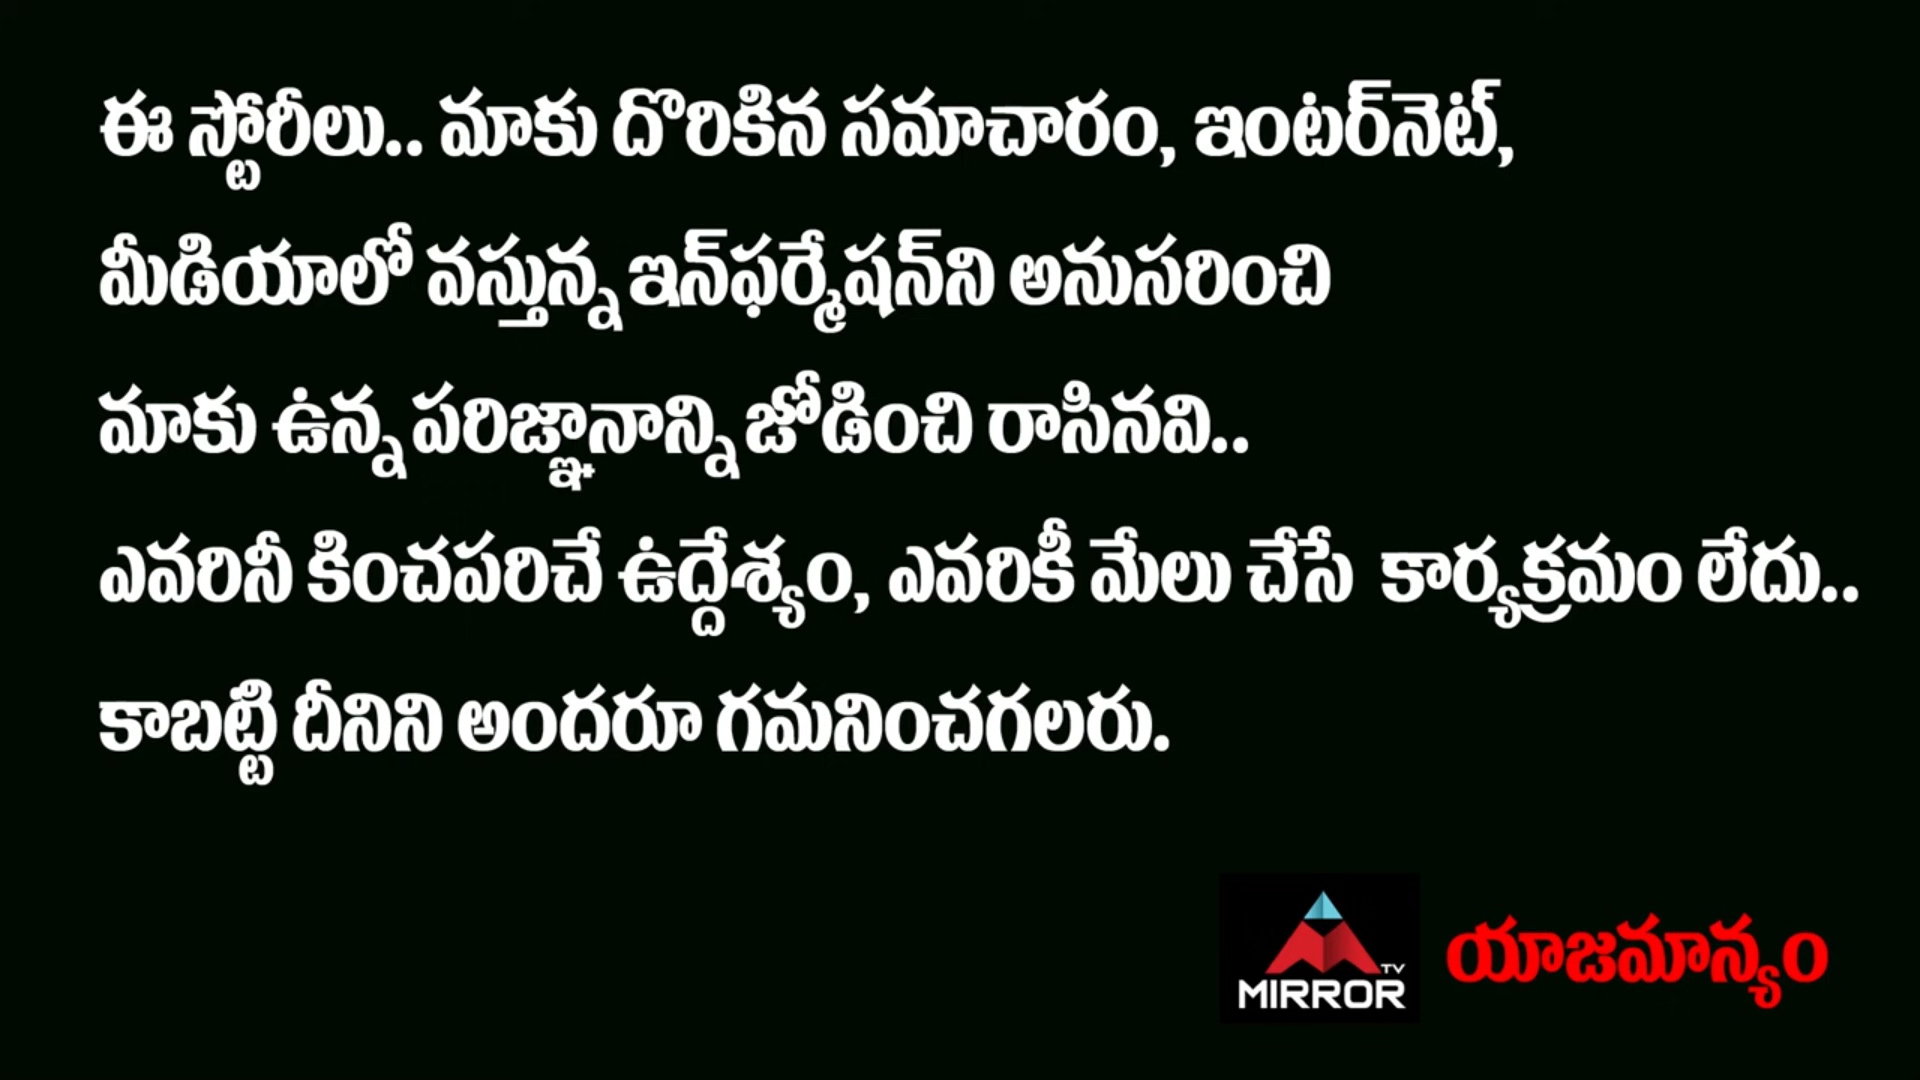 ఈ స్టోరీలు.. మాకు దొరికిన సమాచారం, ఇంటర్‌నెట్,
మీడియాలో వస్తున్న ఇన్‌ఫర్మేషన్‌ని అనుసరించి
మాకు ఉన్న పరిజ్ఞానాన్ని జోడించి రాసినవి..
ఎవరినీ కించపరిచే ఉద్దేశ్యం, ఎవరికీ మేలు చేసే కార్యక్రమం లేదు..
కాబట్టి దీనిని అందరూ గమనించగలరు.
TV
MIRROR
యాజమాన్యం